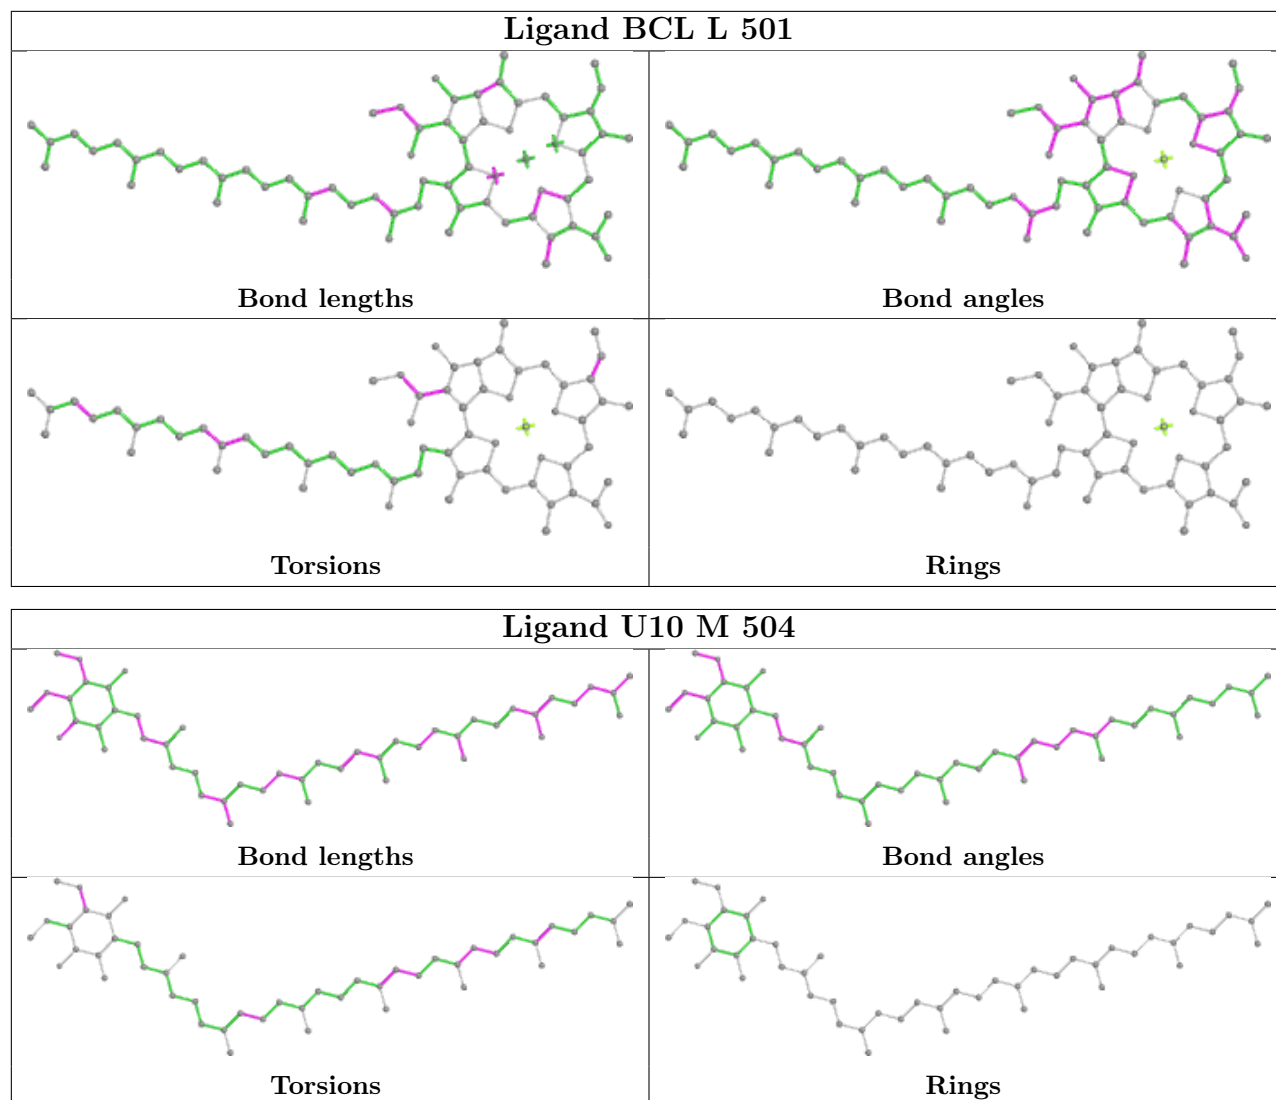 Ligand BCL L 501
Bond lengths
Bond angles
Torsions
Rings
Ligand U10 M 504
Bond lengths
Bond angles
Torsions
Rings